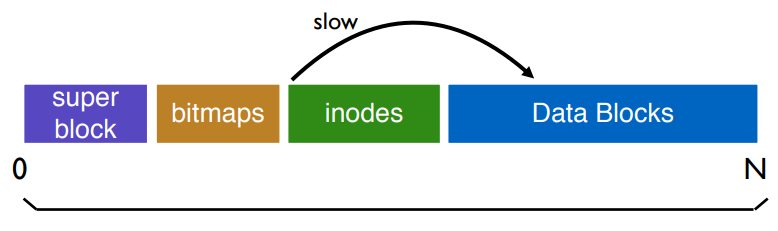 slow
super
block
bitmaps
inodes
Data Blocks
0
N